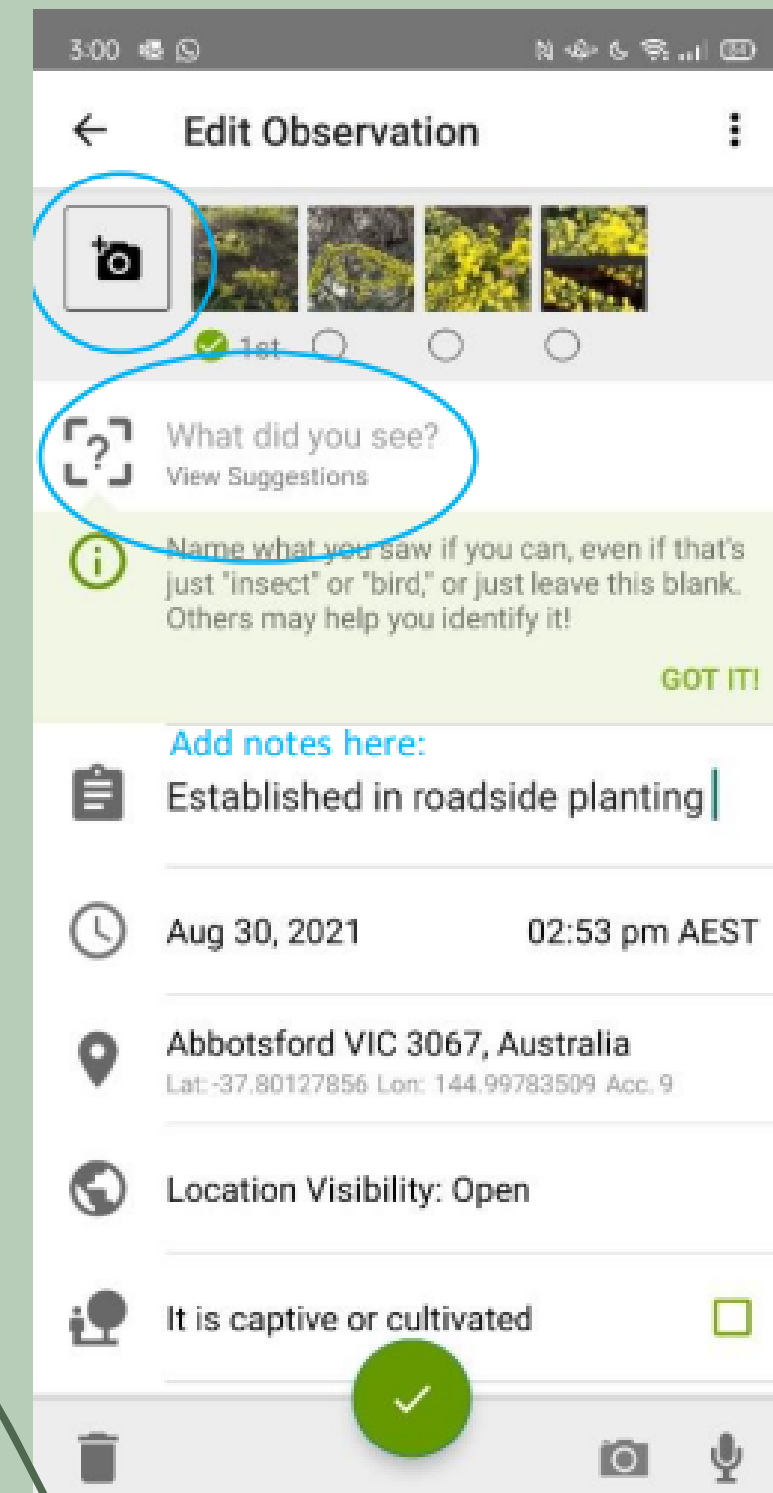 3:00 84
Edit Observation
1st
What did you see?
View Suggestions
Name what you saw if you can, even if that's
just "insect" or "bird," or just leave this blank.
Others may help you identify it!
GOT IT!
Add notes here:
Established in roadside planting
Aug 30, 2021 02:53 pm AEST
Abbotsford VIC 3067, Australia
Lat: -37.80127856 Lon: 144.99783509 Acc. 9
Location Visibility: Open
It is captive or cultivated